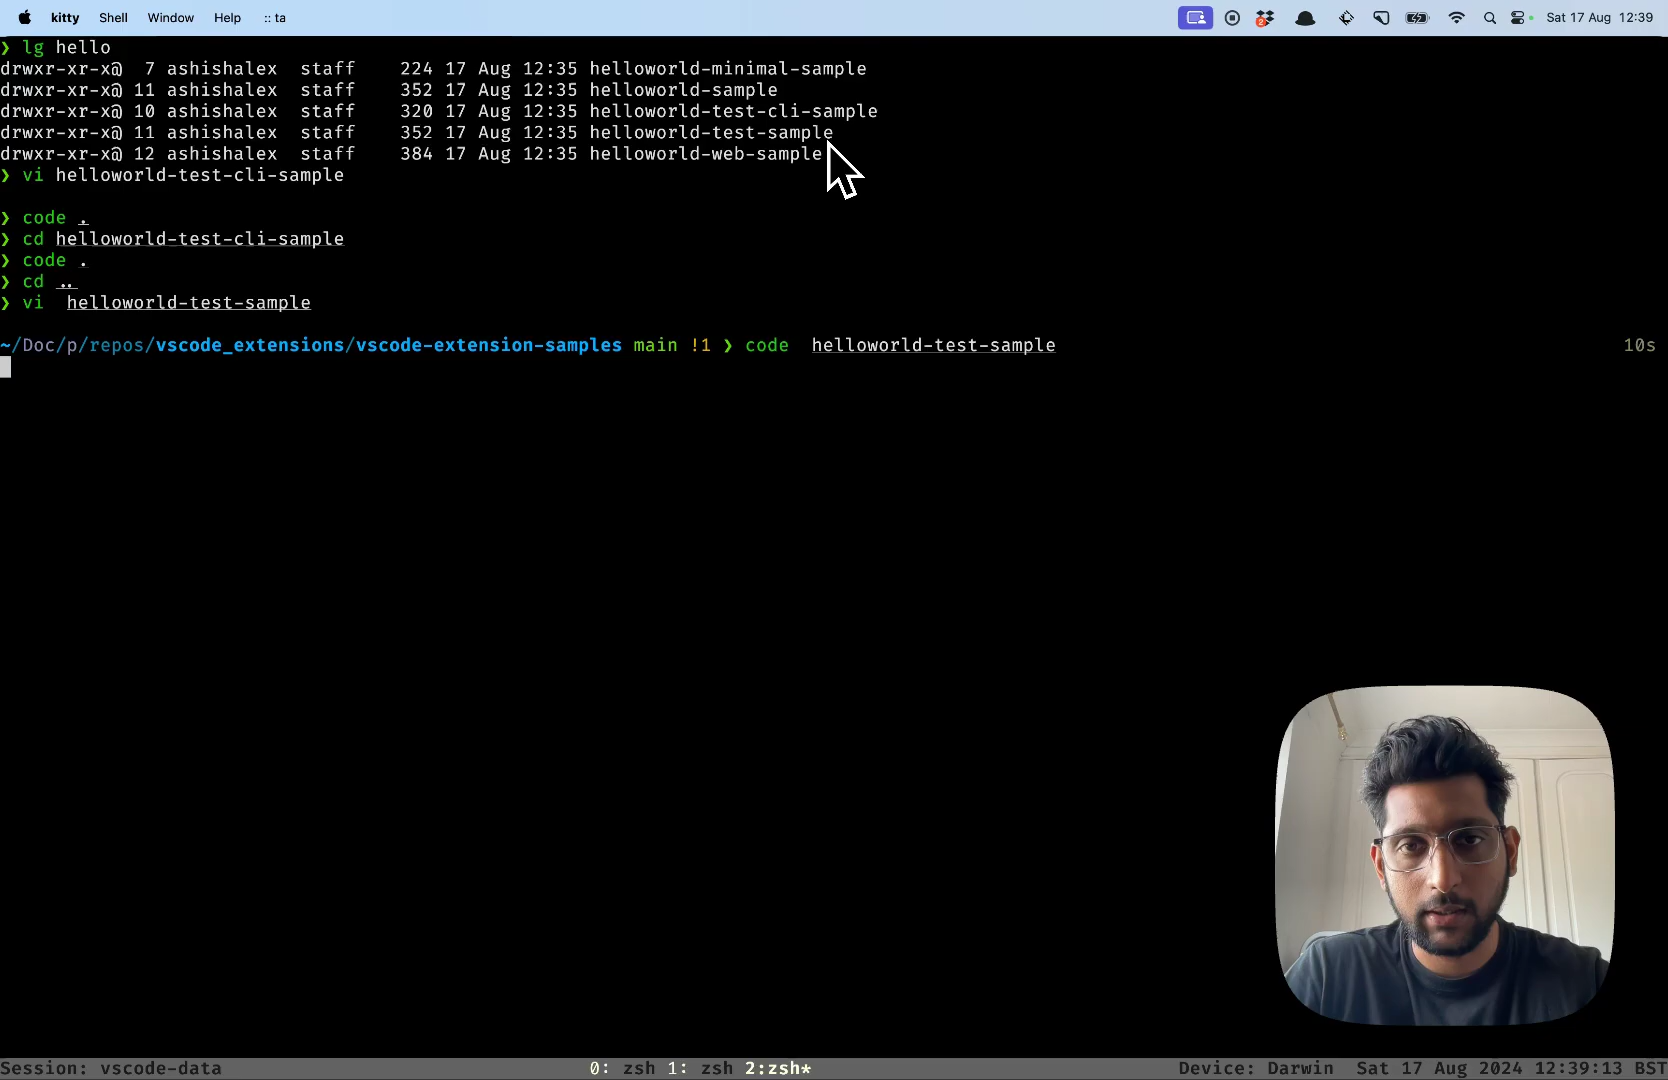 kitty Shell Window Help :: ta 2 Sat 17 Aug 12:39
❯ lg hello
drwxr-xr-x@  7 ashishalex  staff    224 17 Aug 12:35 helloworld-minimal-sample
drwxr-xr-x@ 11 ashishalex  staff    352 17 Aug 12:35 helloworld-sample
drwxr-xr-x@ 10 ashishalex  staff    320 17 Aug 12:35 helloworld-test-cli-sample
drwxr-xr-x@ 11 ashishalex  staff    352 17 Aug 12:35 helloworld-test-sample
drwxr-xr-x@ 12 ashishalex  staff    384 17 Aug 12:35 helloworld-web-sample
❯ vi helloworld-test-cli-sample
❯ code .
❯ cd helloworld-test-cli-sample
❯ code .
❯ cd ..
❯ vi  helloworld-test-sample
~/Doc/p/repos/vscode_extensions/vscode-extension-samples main !1 ❯ code  helloworld-test-sample 10s
Session: vscode-data 0: zsh 1: zsh 2:zsh* Device: Darwin  Sat 17 Aug 2024 12:39:13 BST